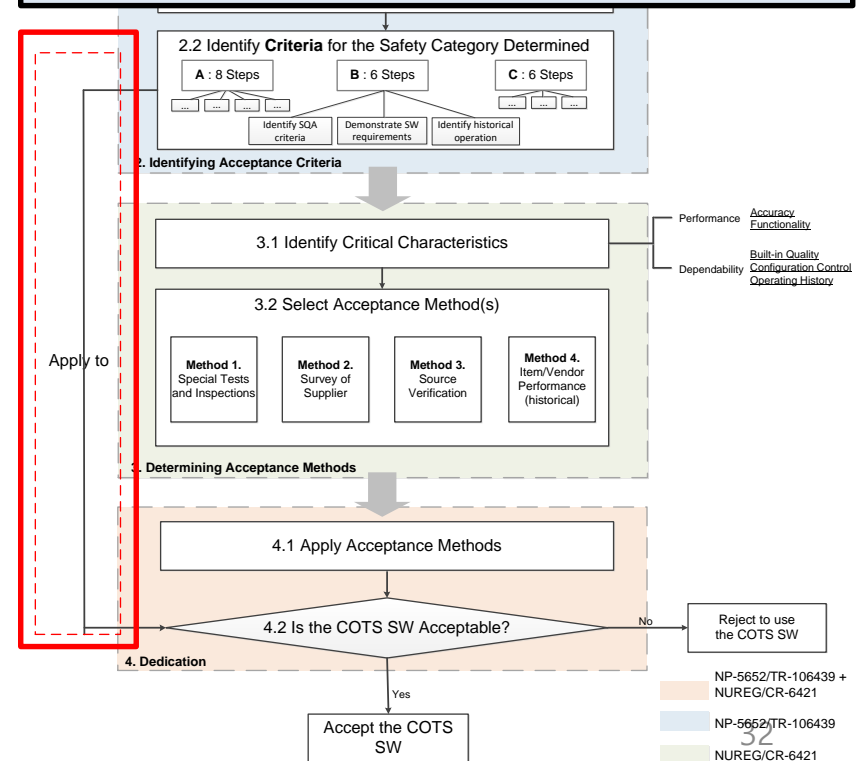 2.2 Identify Criteria for the Safety Category Determined
A : 8 Steps
B : 6 Steps
C : 6 Steps
... ... ... ...
... ... ...
Identify SQA
criteria
Demonstrate SW
requirements
Identify historical
operation
2. Identifying Acceptance Criteria
3.1 Identify Critical Characteristics
Performance
Accuracy
Functionality
Dependability
Built-in Quality
Configuration Control
Operating History
3.2 Select Acceptance Method(s)
Apply to
Method 1.
Special Tests
and Inspections
Method 2.
Survey of
Supplier
Method 3.
Source
Verification
Method 4.
Item/Vendor
Performance
(historical)
3. Determining Acceptance Methods
4.1 Apply Acceptance Methods
4.2 Is the COTS SW Acceptable?
No
Reject to use
the COTS SW
4. Dedication
Yes
Accept the COTS
SW
NP-5652/TR-106439 +
NUREG/CR-6421
NP-5652/TR-106439
32
NUREG/CR-6421